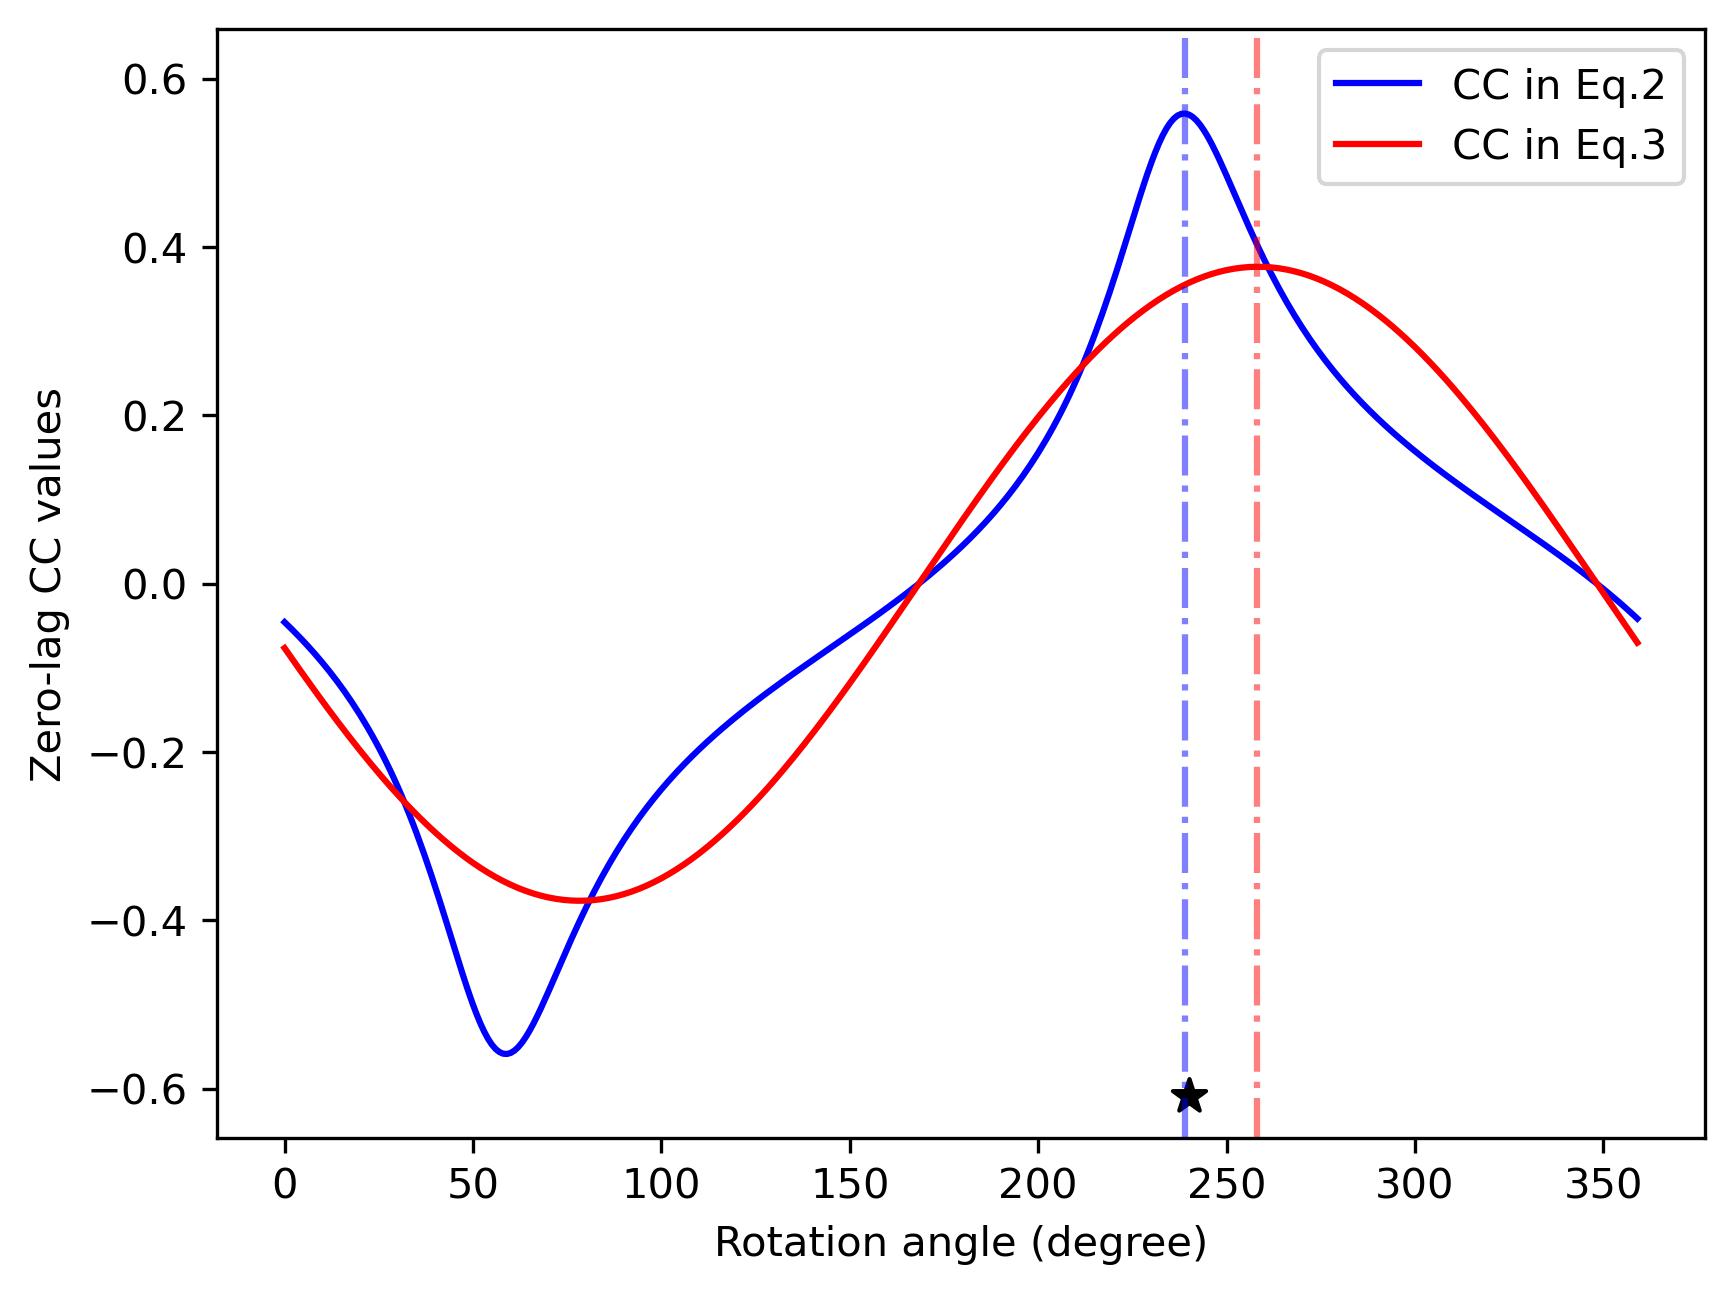 CC in Eq.2
CC in Eq.3
Zero-lag CC values
0.6
0.4
0.2
0.0
−0.2
−0.4
−0.6
0 50 100 150 200 250 300 350
Rotation angle (degree)